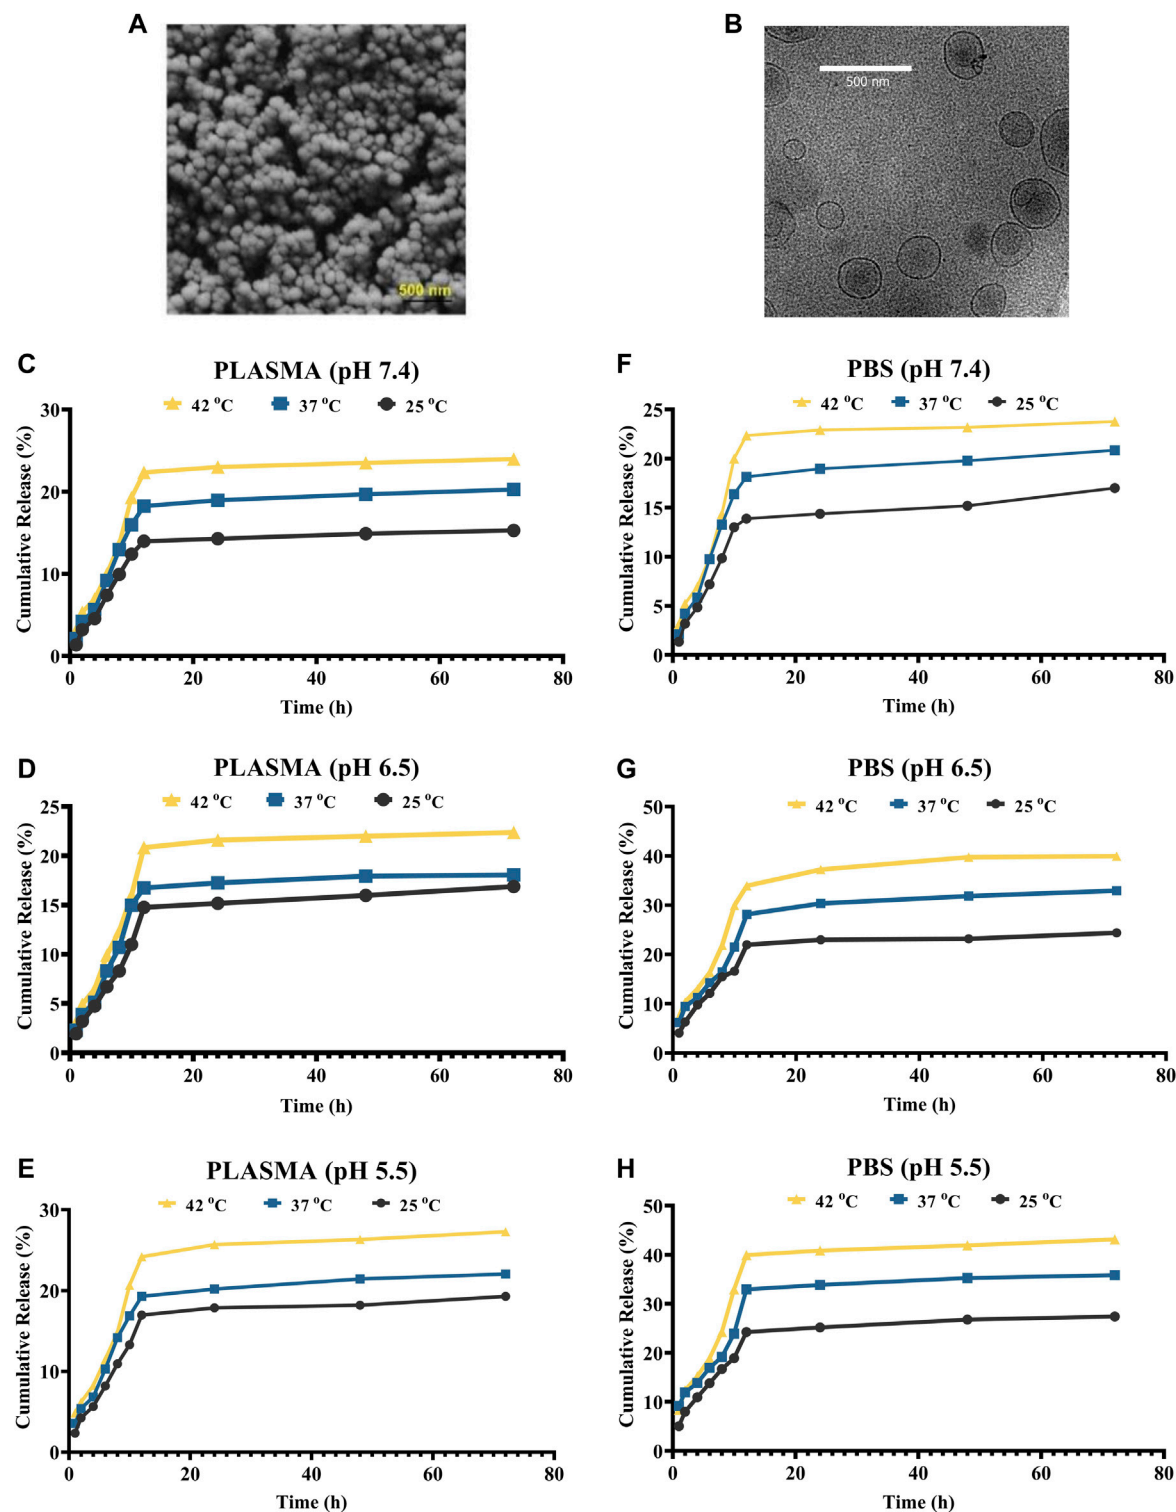 A
500 nm
B
500 nm
C
PLASMA (pH 7.4)
42 °C 37 °C 25 °C
Cumulative Release (%)
30
20
10
0
0 20 40 60 80
Time (h)
F
PBS (pH 7.4)
42 °C 37 °C 25 °C
Cumulative Release (%)
25
20
15
10
5
0
0 20 40 60 80
Time (h)
D
PLASMA (pH 6.5)
42 °C 37 °C 25 °C
Cumulative Release (%)
25
20
15
10
5
0
0 20 40 60 80
Time (h)
G
PBS (pH 6.5)
42 °C 37 °C 25 °C
Cumulative Release (%)
50
40
30
20
10
0
0 20 40 60 80
Time (h)
E
PLASMA (pH 5.5)
42 °C 37 °C 25 °C
Cumulative Release (%)
30
20
10
0
0 20 40 60 80
Time (h)
H
PBS (pH 5.5)
42 °C 37 °C 25 °C
Cumulative Release (%)
50
40
30
20
10
0
0 20 40 60 80
Time (h)